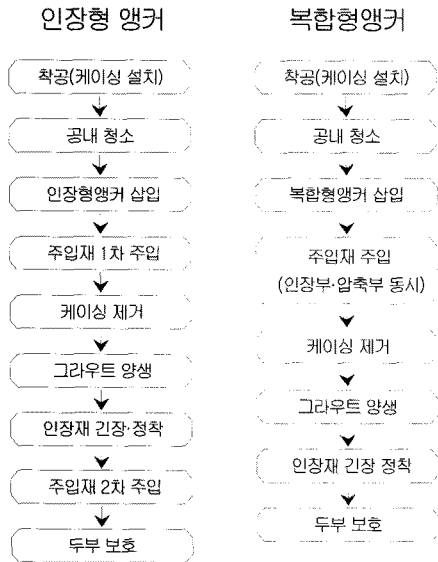 인장형 앵커
착공(케이싱 설치)
공내 청소
인장형앵커 삽입
주입재 1차 주입
케이싱 제거
그라우트 양생
인장재 긴장·정착
주입재 2차 주입
두부 보호
복합형앵커
착공(케이싱 설치)
공내 청소
복합형앵커 삽입
주입재 주입
(인장부·압축부 동시)
케이싱 제거
그라우트 양생
인장재 긴장 정착
두부 보호